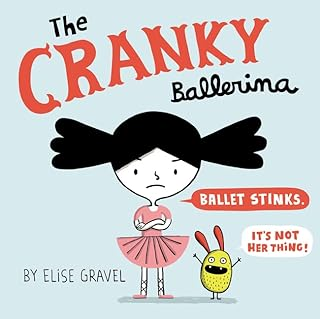 The
CRANKY
Ballerina
BALLET STINKS.
IT'S NOT
HER THING!
BY ELISE GRAVEL